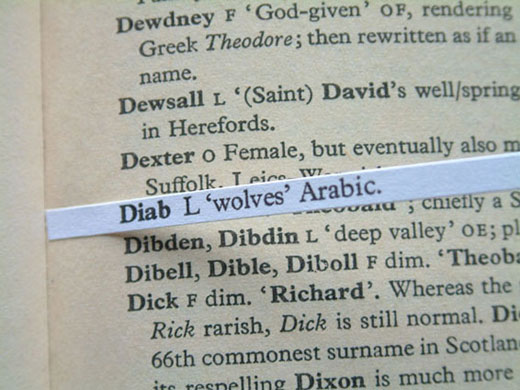 Dewdney F ‘God-given’ OF, rendering
Greek Theodore; then rewritten as if an
name.
Dewsall L ‘(Saint) David's well/spring
in Herefords.
Dexter O Female, but eventually also m
Suffolk, Leics,
Diab L ‘wolves’ Arabic.
; chiefly a S
Dibden, Dibdin L ‘deep valley’ OE; pl
Dibell, Dible, Diboll F dim. ‘Theoba
Dick F dim. ‘Richard’. Whereas the
Rick rarish, Dick is still normal. Di
66th commonest surname in Scotlan
its respelling Dixon is much more